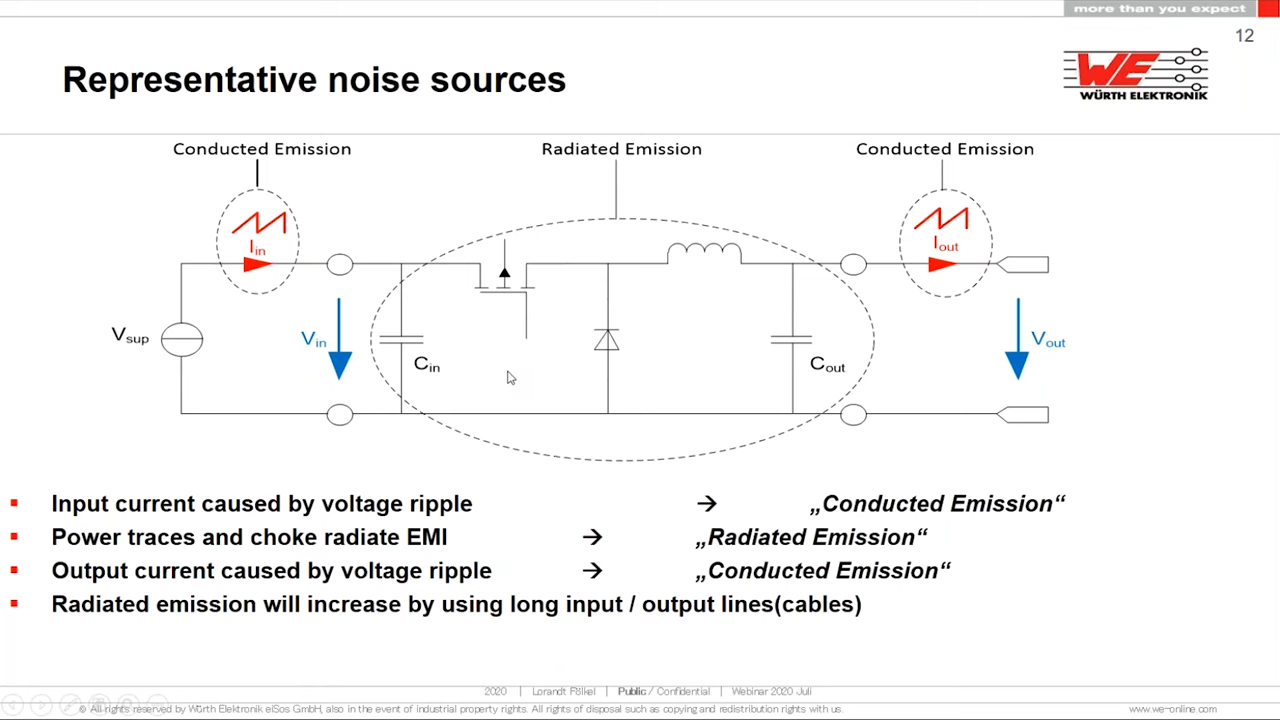 more than you expect
12
Representative noise sources
WE
WÜRTH ELEKTRONIK
Conducted Emission
Radiated Emission
Conducted Emission
Iin
Iout
Vsup
Vin
Cin
Cout
Vout
▪ Input current caused by voltage ripple → „Conducted Emission“
▪ Power traces and choke radiate EMI → „Radiated Emission“
▪ Output current caused by voltage ripple → „Conducted Emission“
▪ Radiated emission will increase by using long input / output lines(cables)
2020 | Lorandt Fölkel | Public / Confidential | Webinar 2020 Juli
© All rights reserved by Würth Elektronik eiSos GmbH, also in the event of industrial property rights. All rights of disposal such as copying and redistribution rights with us.
www.we-online.com